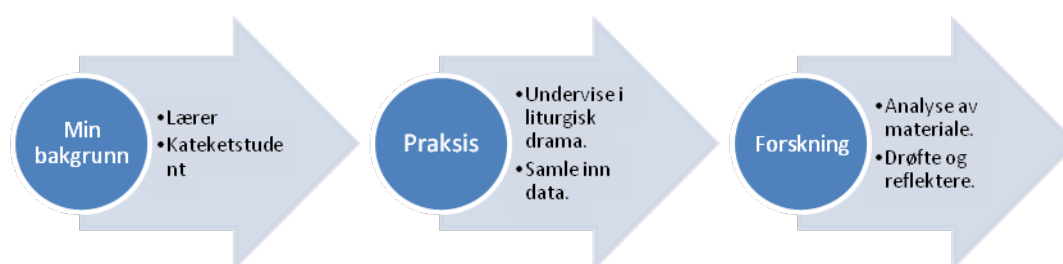 Min
bakgrunn
•Lærer
•Kateketstude
nt
Praksis
•Undervise i
liturgisk
drama.
•Samle inn
data.
Forskning
•Analyse av
materiale.
•Drøfte og
reflektere.